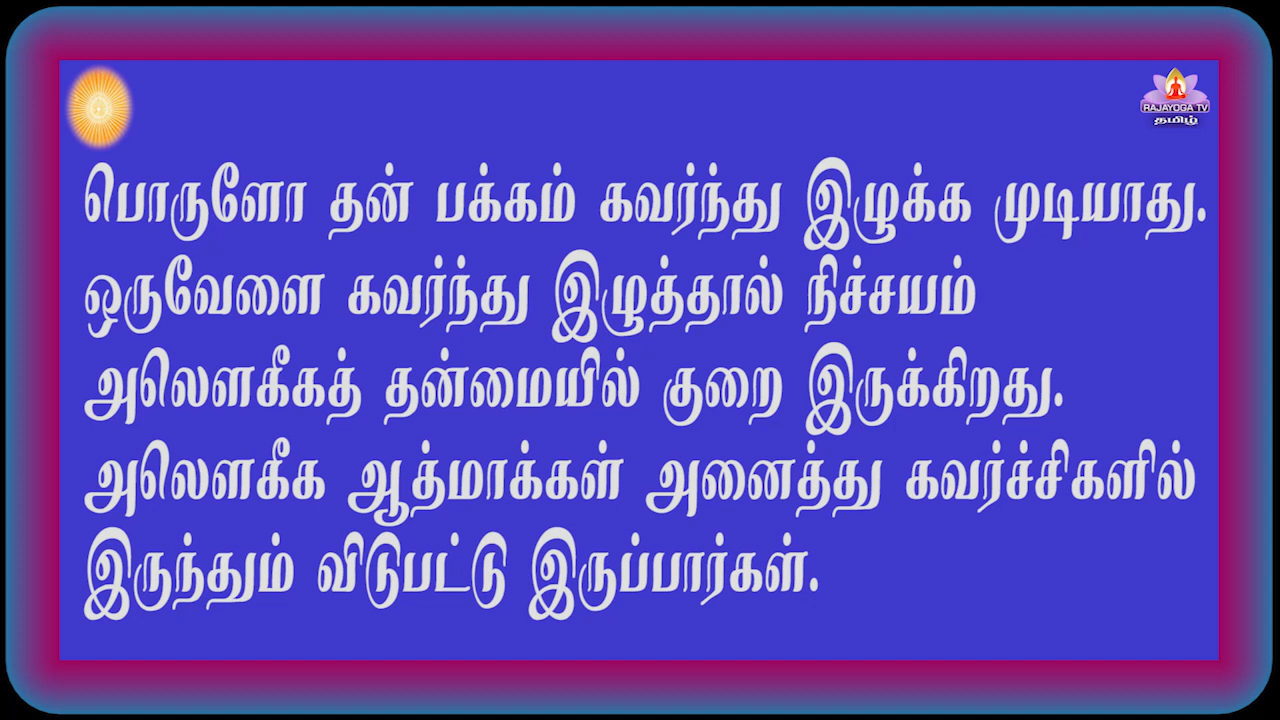 RAJAYOGA TV
தமிழ்
பொருளோ தன் பக்கம் கவர்ந்து இழுக்க முடியாது.
ஒருவேளை கவர்ந்து இழுத்தால் நிச்சயம்
அலௌகீகத் தன்மையில் குறை இருக்கிறது.
அலௌகீக ஆத்மாக்கள் அனைத்து கவர்ச்சிகளில்
இருந்தும் விடுபட்டு இருப்பார்கள்.